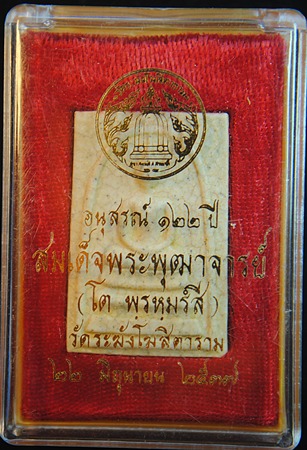 อนุสรณ์ ๑๒๒ ปี
สมเด็จพระพุฒาจารย์
(โต พรหมรํสี)
วัดระฆังโฆสิตาราม
๒๒ มิถุนายน ๒๕๓๗